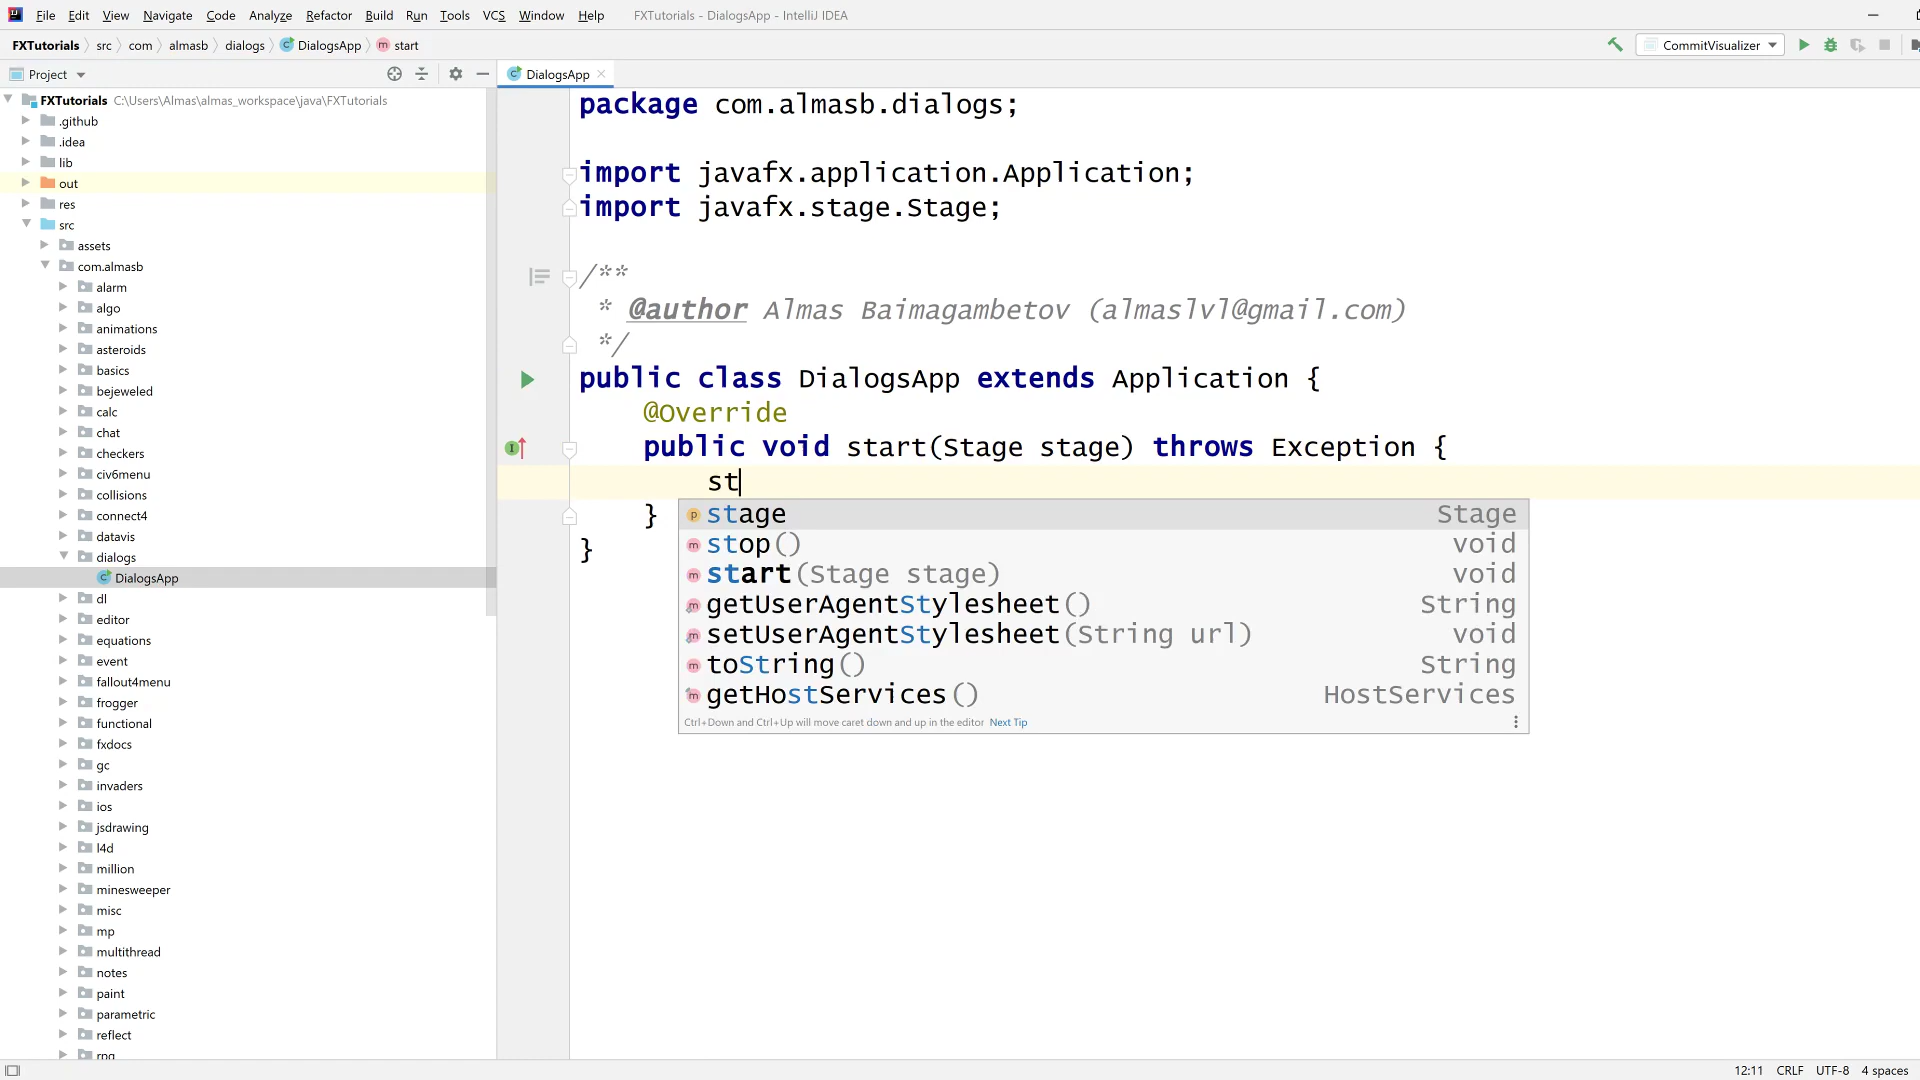 File Edit View Navigate Code Analyze Refactor Build Run Tools VCS Window Help FXTutorials - DialogsApp - IntelliJ IDEA
FXTutorials src com almasb dialogs DialogsApp start CommitVisualizer
Project
DialogsApp
FXTutorials C:\Users\Almas\almas_workspace\java\FXTutorials
.github
.idea
lib
out
res
src
assets
com.almasb
alarm
algo
animations
asteroids
basics
bejeweled
calc
chat
checkers
civ6menu
collisions
connect4
datavis
dialogs
DialogsApp
dl
editor
equations
event
fallout4menu
frogger
functional
fxdocs
gc
invaders
ios
jsdrawing
l4d
million
minesweeper
misc
mp
multithread
notes
paint
parametric
reflect
rpg
package com.almasb.dialogs;
import javafx.application.Application;
import javafx.stage.Stage;
/**
* @author Almas Baimagambetov (almaslvl@gmail.com)
*/
public class DialogsApp extends Application {
@Override
public void start(Stage stage) throws Exception {
st
}
}
stage Stage
stop() void
start(Stage stage) void
getUserAgentStylesheet() String
setUserAgentStylesheet(String url) void
toString() String
getHostServices() HostServices
Ctrl+Down and Ctrl+Up will move caret down and up in the editor Next Tip
12:11 CRLF UTF-8 4 spaces